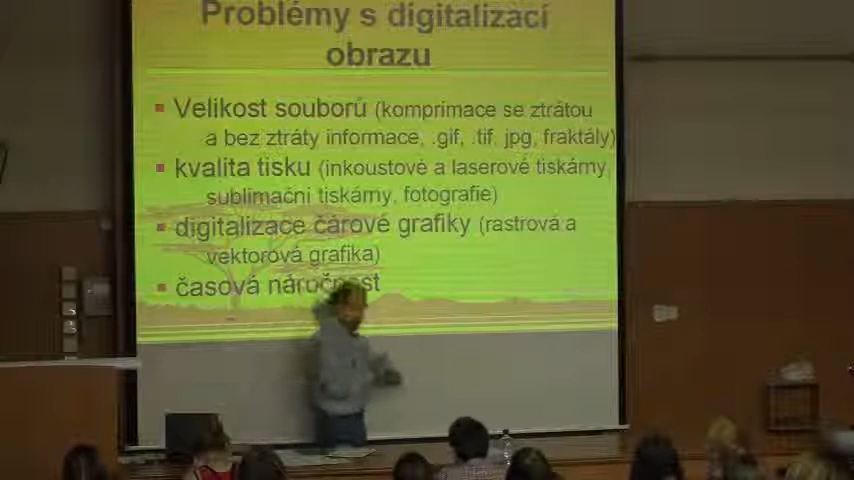 Problémy s digitalizací
obrazu
Velikost souborů (komprimace se ztrátou
a bez ztráty informace, .gif, .tif, jpg, fraktály)
kvalita tisku (inkoustové a laserové tiskárny,
sublimační tiskárny, fotografie)
digitalizace čárové grafiky (rastrová a
vektorová grafika)
časová náročnost